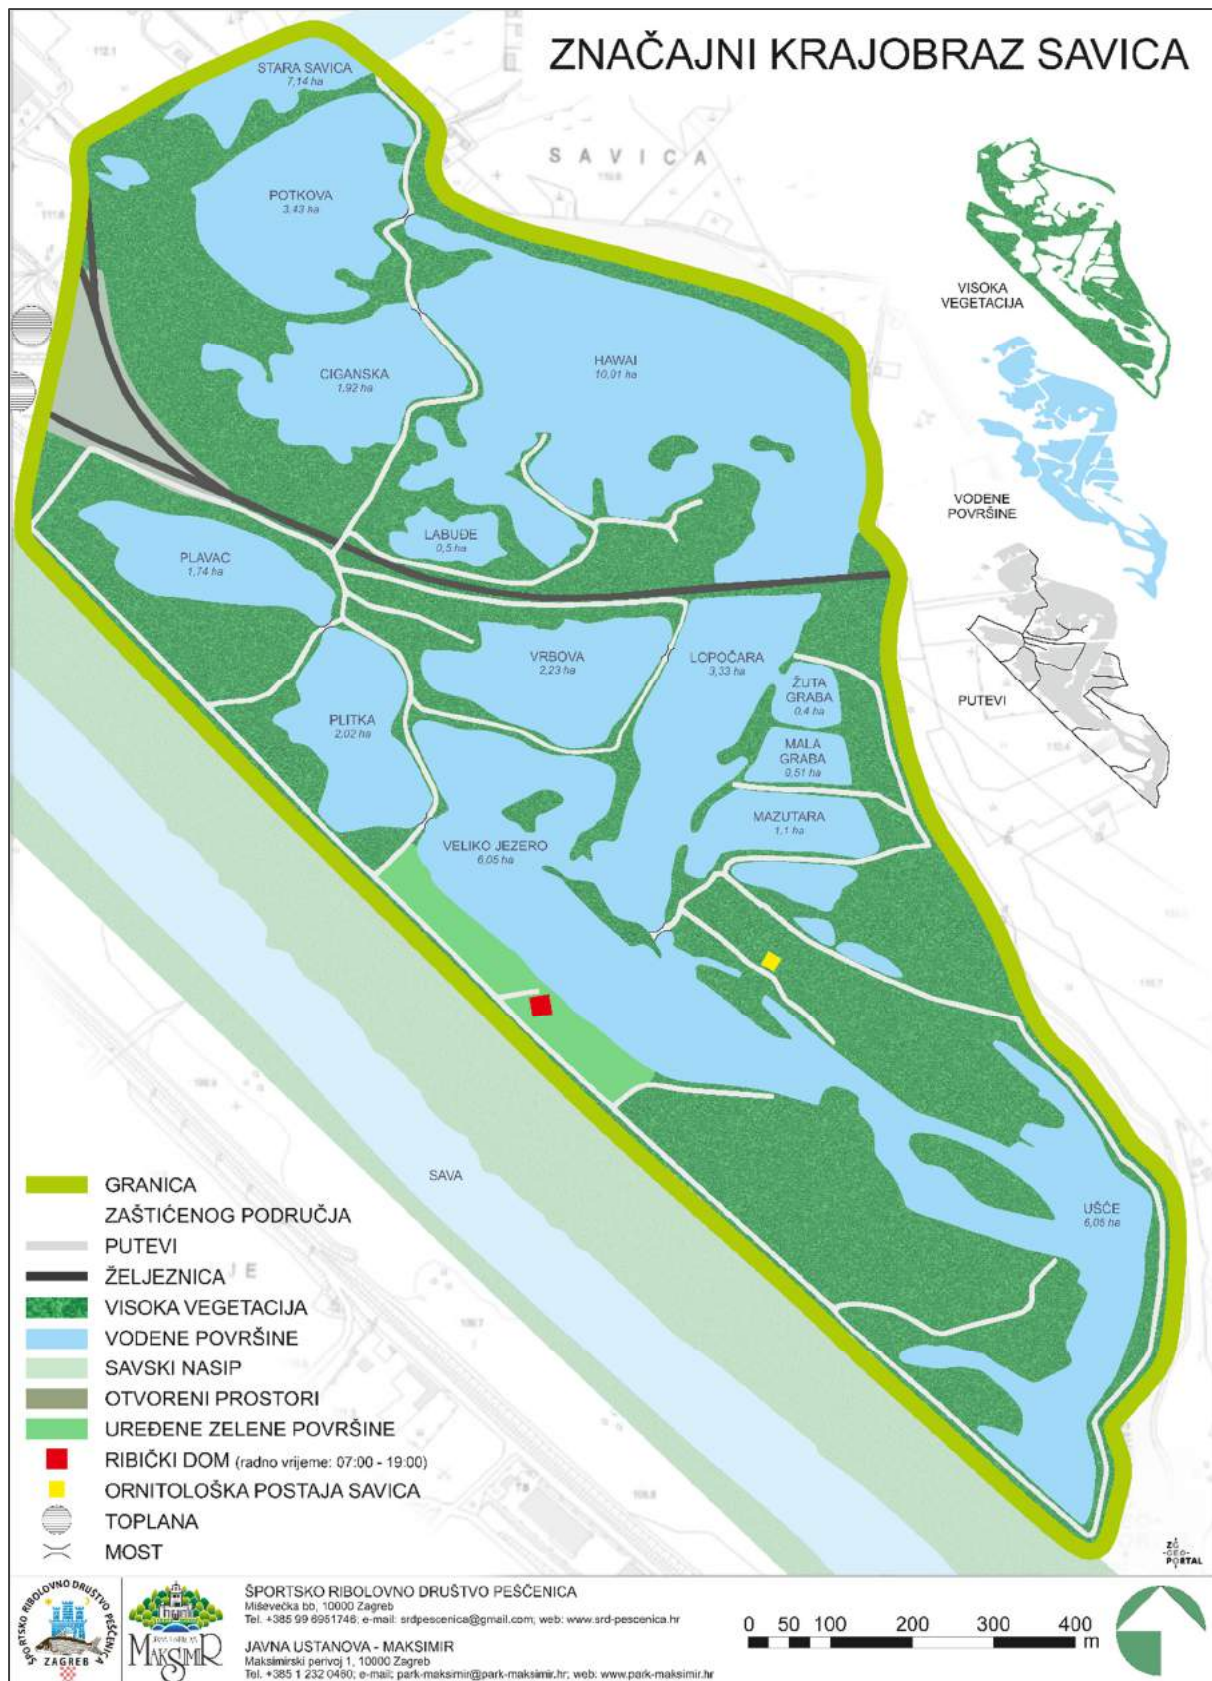 ZNAČAJNI KRAJOBRAZ SAVICA
STARA SAVICA
7,14 ha
SAVICA
POTKOVA
3,43 ha
HAWAI
10,01 ha
CIGANSKA
1,92 ha
LABUĐE
0,5 ha
PLAVAC
1,74 ha
VRBOVA
2,23 ha
LOPOČARA
3,33 ha
ŽUTA
GRABA
0,4 ha
PLITKA
2,02 ha
MALA
GRABA
0,51 ha
MAZUTARA
1,1 ha
VELIKO JEZERO
6,05 ha
SAVA
UŠĆE
6,05 ha
VISOKA
VEGETACIJA
VODENE
POVRŠINE
PUTEVI
GRANICA
ZAŠTIĆENOG PODRUČJA
PUTEVI
ŽELJEZNICA
VISOKA VEGETACIJA
VODENE POVRŠINE
SAVSKI NASIP
OTVORENI PROSTORI
UREĐENE ZELENE POVRŠINE
RIBIČKI DOM (radno vrijeme: 07:00 - 19:00)
ORNITOLOŠKA POSTAJA SAVICA
TOPLANA
MOST
ZG
-GEO-
PORTAL
ŠPORTSKO RIBOLOVNO DRUŠTVO PEŠČENICA
ZAGREB
MAKSIMIR
ŠPORTSKO RIBOLOVNO DRUŠTVO PEŠČENICA
Miševečka bb, 10000 Zagreb
Tel. +385 99 6951746; e-mail: srdpescenica@gmail.com; web: www.srd-pescenica.hr
JAVNA USTANOVA - MAKSIMIR
Maksimirski perivoj 1, 10000 Zagreb
Tel. +385 1 232 0460; e-mail: park-maksimir@park-maksimir.hr; web: www.park-maksimir.hr
0 50 100 200 300 400
m